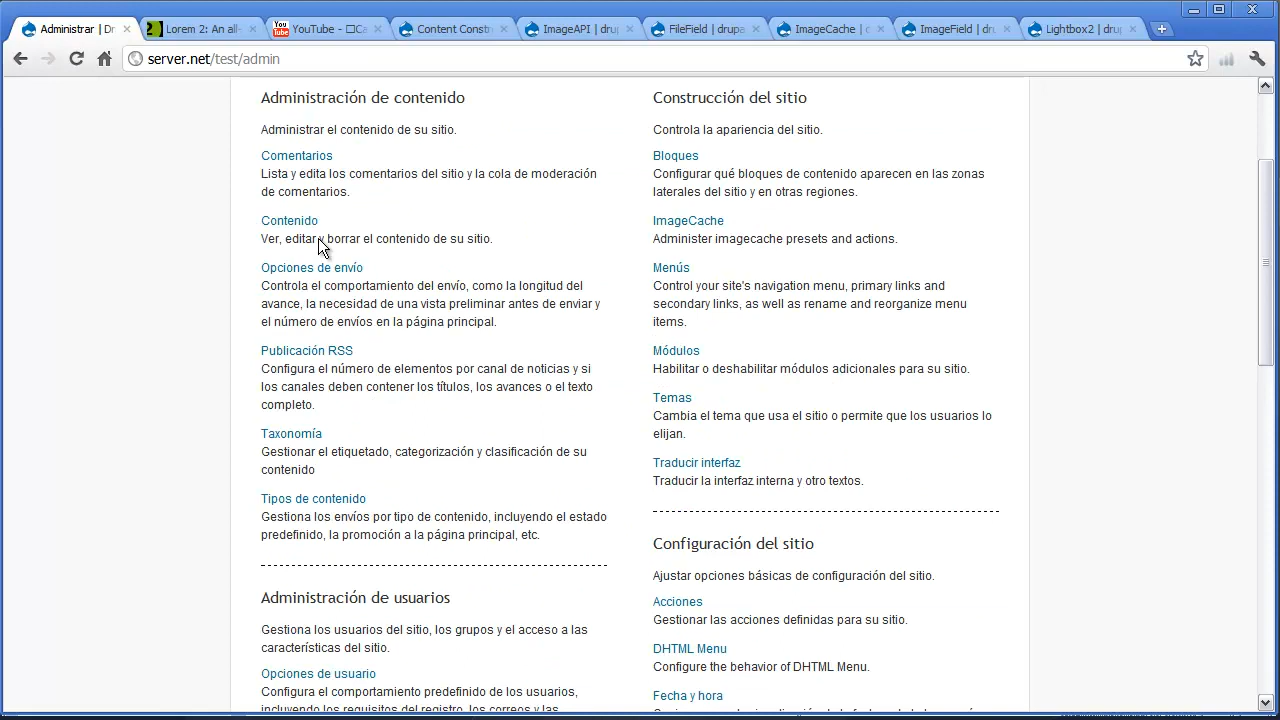 Administrar | D
Lorem 2: An all-
YouTube - □Ca
Content Constr
ImageAPI | drup
FileField | drupa
ImageCache | d
ImageField | dru
Lightbox2 | drup
server.net/test/admin
Administración de contenido
Administrar el contenido de su sitio.
Comentarios
Lista y edita los comentarios del sitio y la cola de moderación
de comentarios.
Contenido
Ver, editar y borrar el contenido de su sitio.
Opciones de envío
Controla el comportamiento del envío, como la longitud del
avance, la necesidad de una vista preliminar antes de enviar y
el número de envíos en la página principal.
Publicación RSS
Configura el número de elementos por canal de noticias y si
los canales deben contener los títulos, los avances o el texto
completo.
Taxonomía
Gestionar el etiquetado, categorización y clasificación de su
contenido
Tipos de contenido
Gestiona los envíos por tipo de contenido, incluyendo el estado
predefinido, la promoción a la página principal, etc.
Administración de usuarios
Gestiona los usuarios del sitio, los grupos y el acceso a las
características del sitio.
Opciones de usuario
Configura el comportamiento predefinido de los usuarios,
incluyendo los requisitos del registro, los correos y las
Construcción del sitio
Controla la apariencia del sitio.
Bloques
Configurar qué bloques de contenido aparecen en las zonas
laterales del sitio y en otras regiones.
ImageCache
Administer imagecache presets and actions.
Menús
Control your site's navigation menu, primary links and
secondary links, as well as rename and reorganize menu
items.
Módulos
Habilitar o deshabilitar módulos adicionales para su sitio.
Temas
Cambia el tema que usa el sitio o permite que los usuarios lo
elijan.
Traducir interfaz
Traducir la interfaz interna y otro textos.
Configuración del sitio
Ajustar opciones básicas de configuración del sitio.
Acciones
Gestionar las acciones definidas para su sitio.
DHTML Menu
Configure the behavior of DHTML Menu.
Fecha y hora